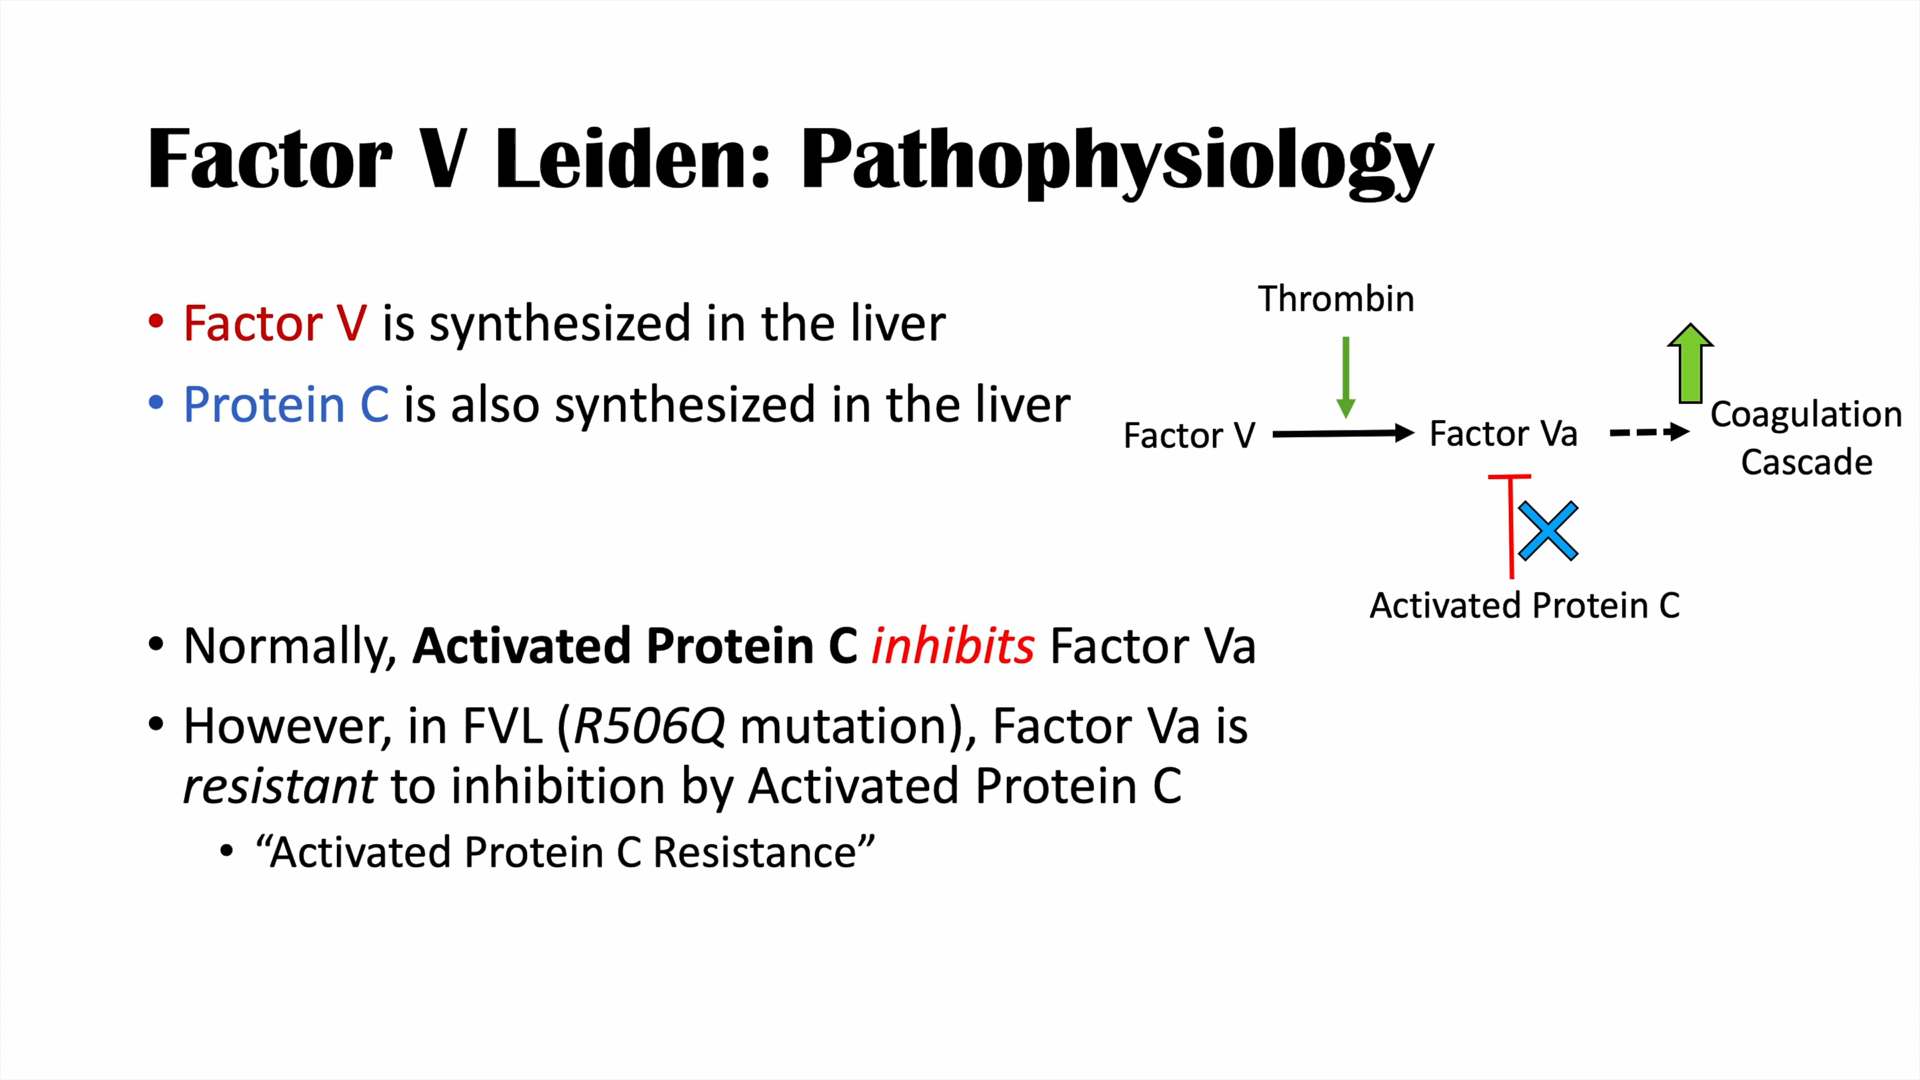 Factor V Leiden: Pathophysiology
• Factor V is synthesized in the liver
• Protein C is also synthesized in the liver
Thrombin
Factor V
Factor Va
Coagulation
Cascade
Activated Protein C
• Normally, Activated Protein C inhibits Factor Va
• However, in FVL (R506Q mutation), Factor Va is
resistant to inhibition by Activated Protein C
• “Activated Protein C Resistance”